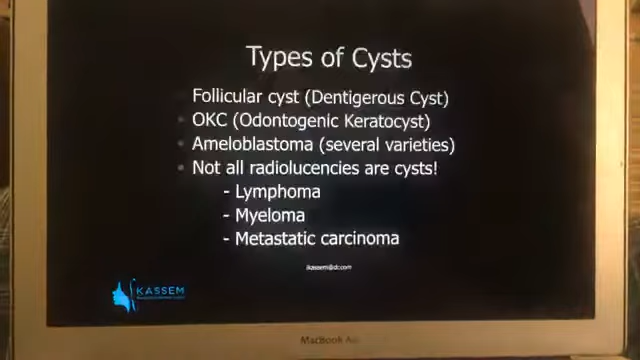 Types of Cysts
Follicular cyst (Dentigerous Cyst)
OKC (Odontogenic Keratocyst)
Ameloblastoma (several varieties)
Not all radiolucencies are cysts!
- Lymphoma
- Myeloma
- Metastatic carcinoma
KASSEM
MacBook Air